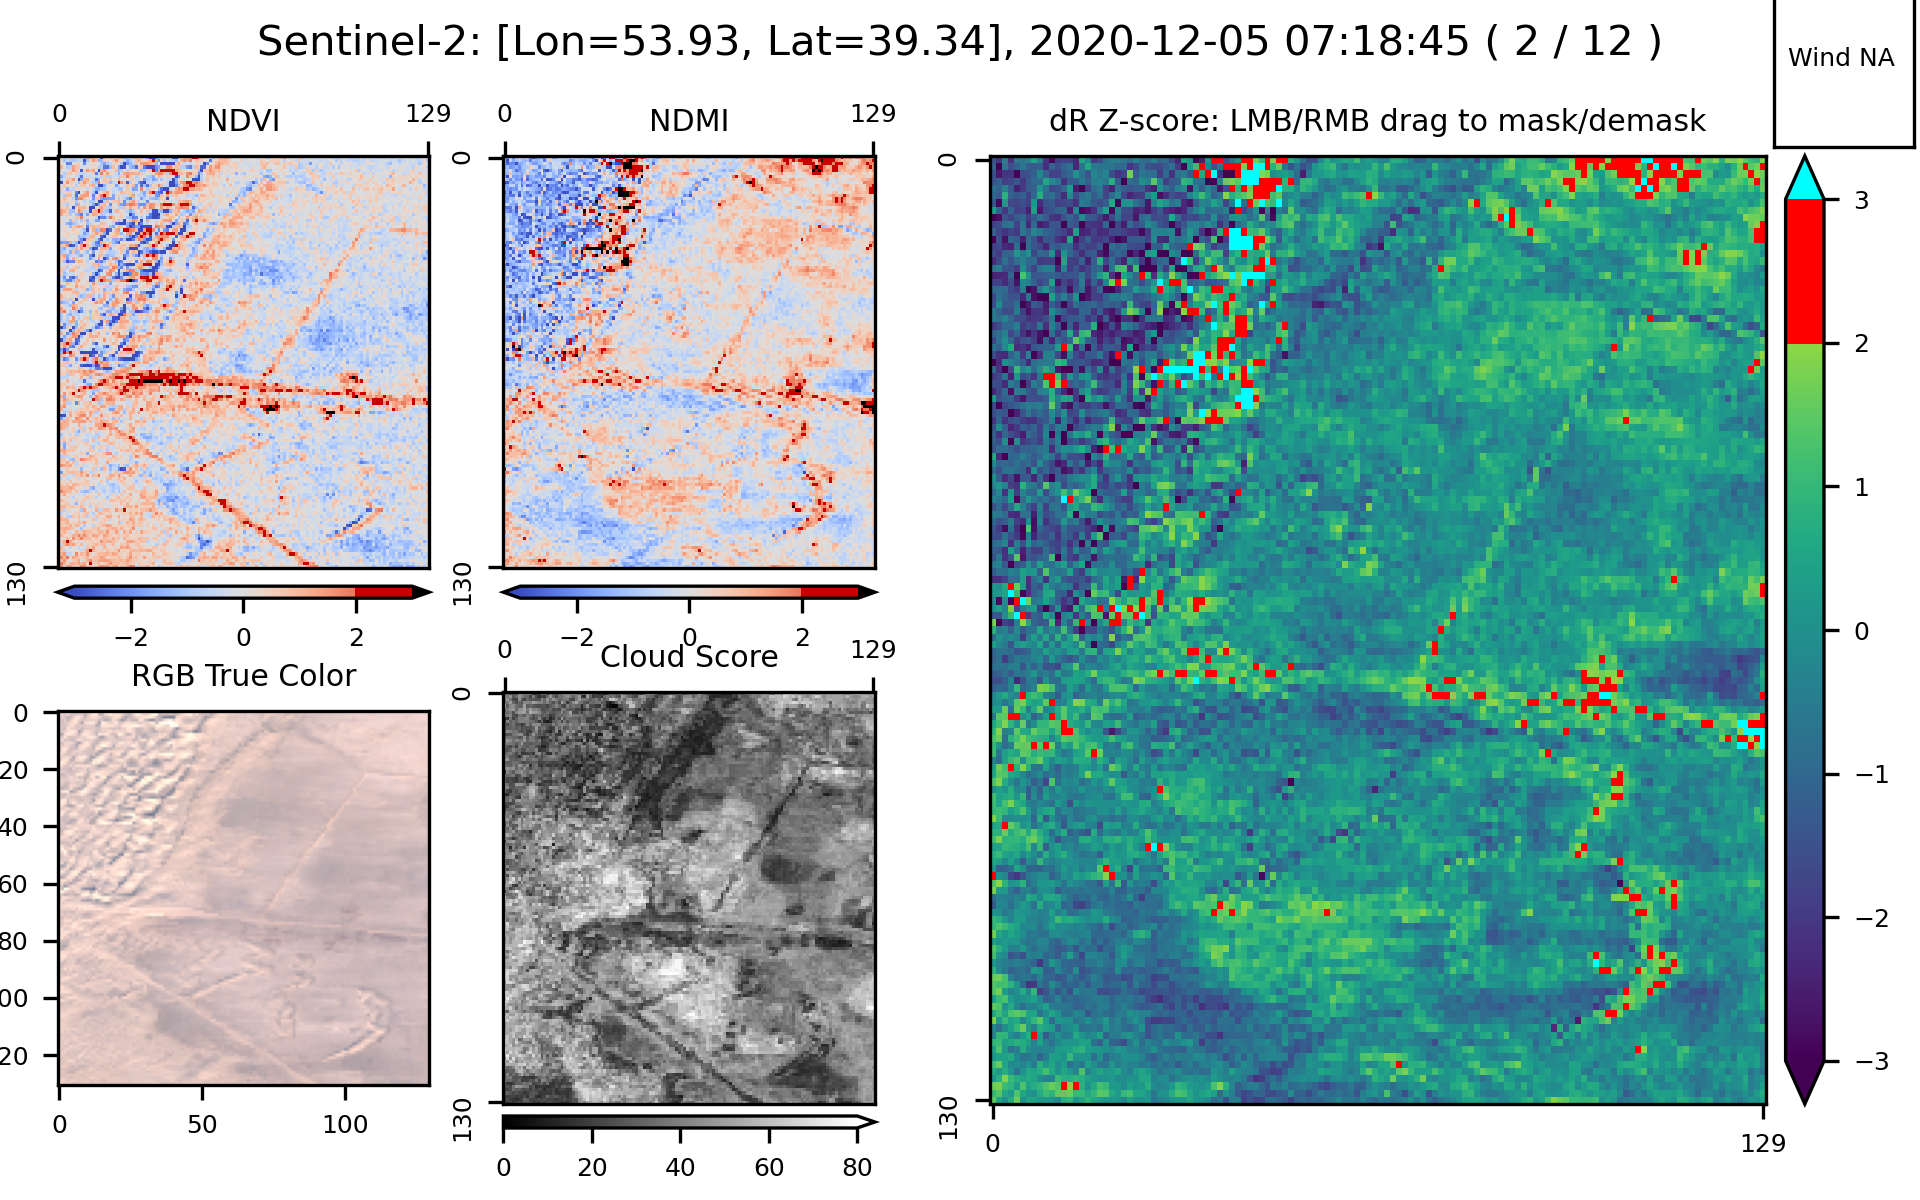 Sentinel-2: [Lon=53.93, Lat=39.34], 2020-12-05 07:18:45 ( 2 / 12 )
Wind NA
0 129
NDVI
0
130
−2 0 2
0 129
NDMI
0
130
−2 0 2
dR Z-score: LMB/RMB drag to mask/demask
0
130
0 129
3
2
1
0
−1
−2
−3
RGB True Color
0
20
40
60
80
00
20
0 50 100
0 129
Cloud Score
0
130
0 20 40 60 80